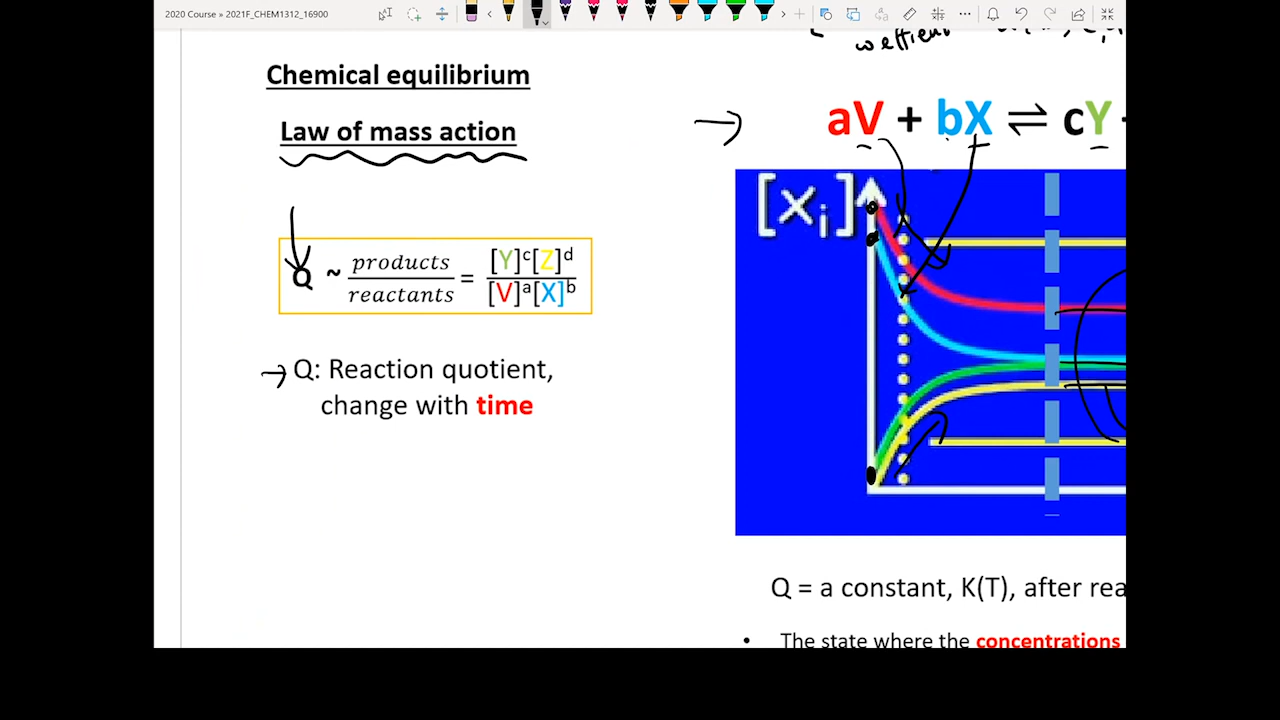 2020 Course » 2021F_CHEM1312_16900
Chemical equilibrium
Law of mass action
Q ~ products/reactants = [Y]ᶜ[Z]ᵈ/[V]ᵃ[X]ᵇ
Q: Reaction quotient,
change with time
aV + bX ⇌ cY
[xᵢ]
Q = a constant, K(T), after rea
• The state where the concentrations